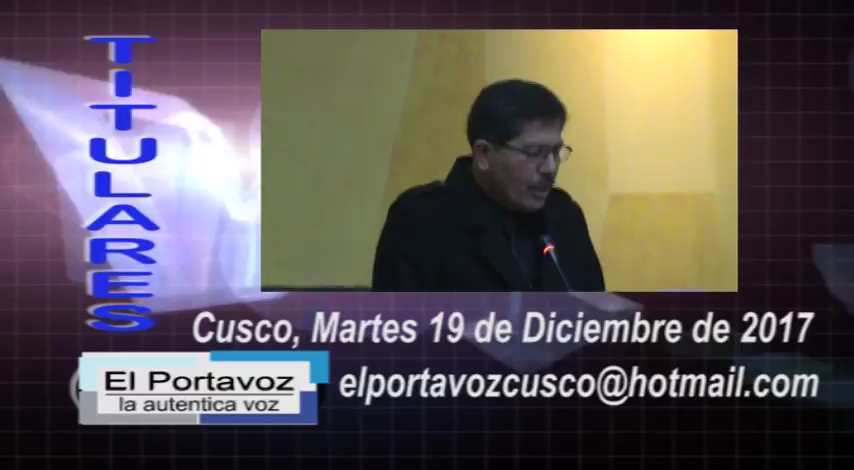 TITULARES
Cusco, Martes 19 de Diciembre de 2017
El Portavoz
la autentica voz
elportavozcusco@hotmail.com